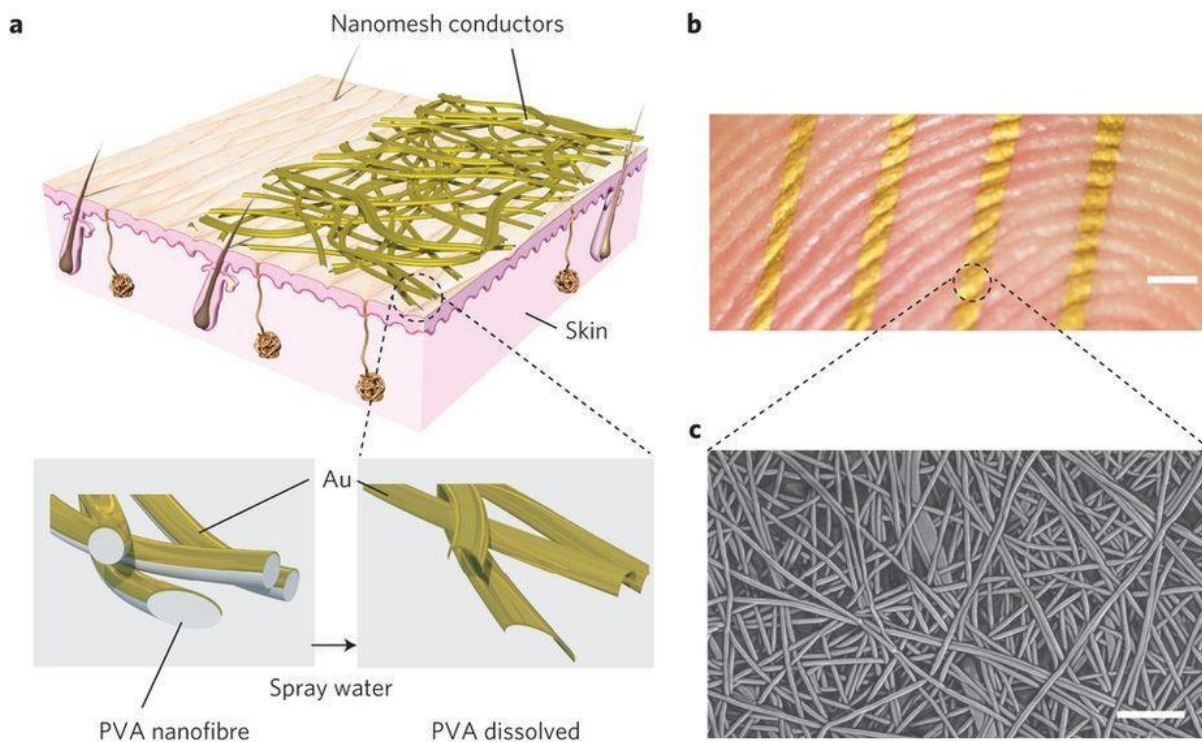 a
Nanomesh conductors
Skin
Au
Spray water
PVA nanofibre
PVA dissolved
b
c